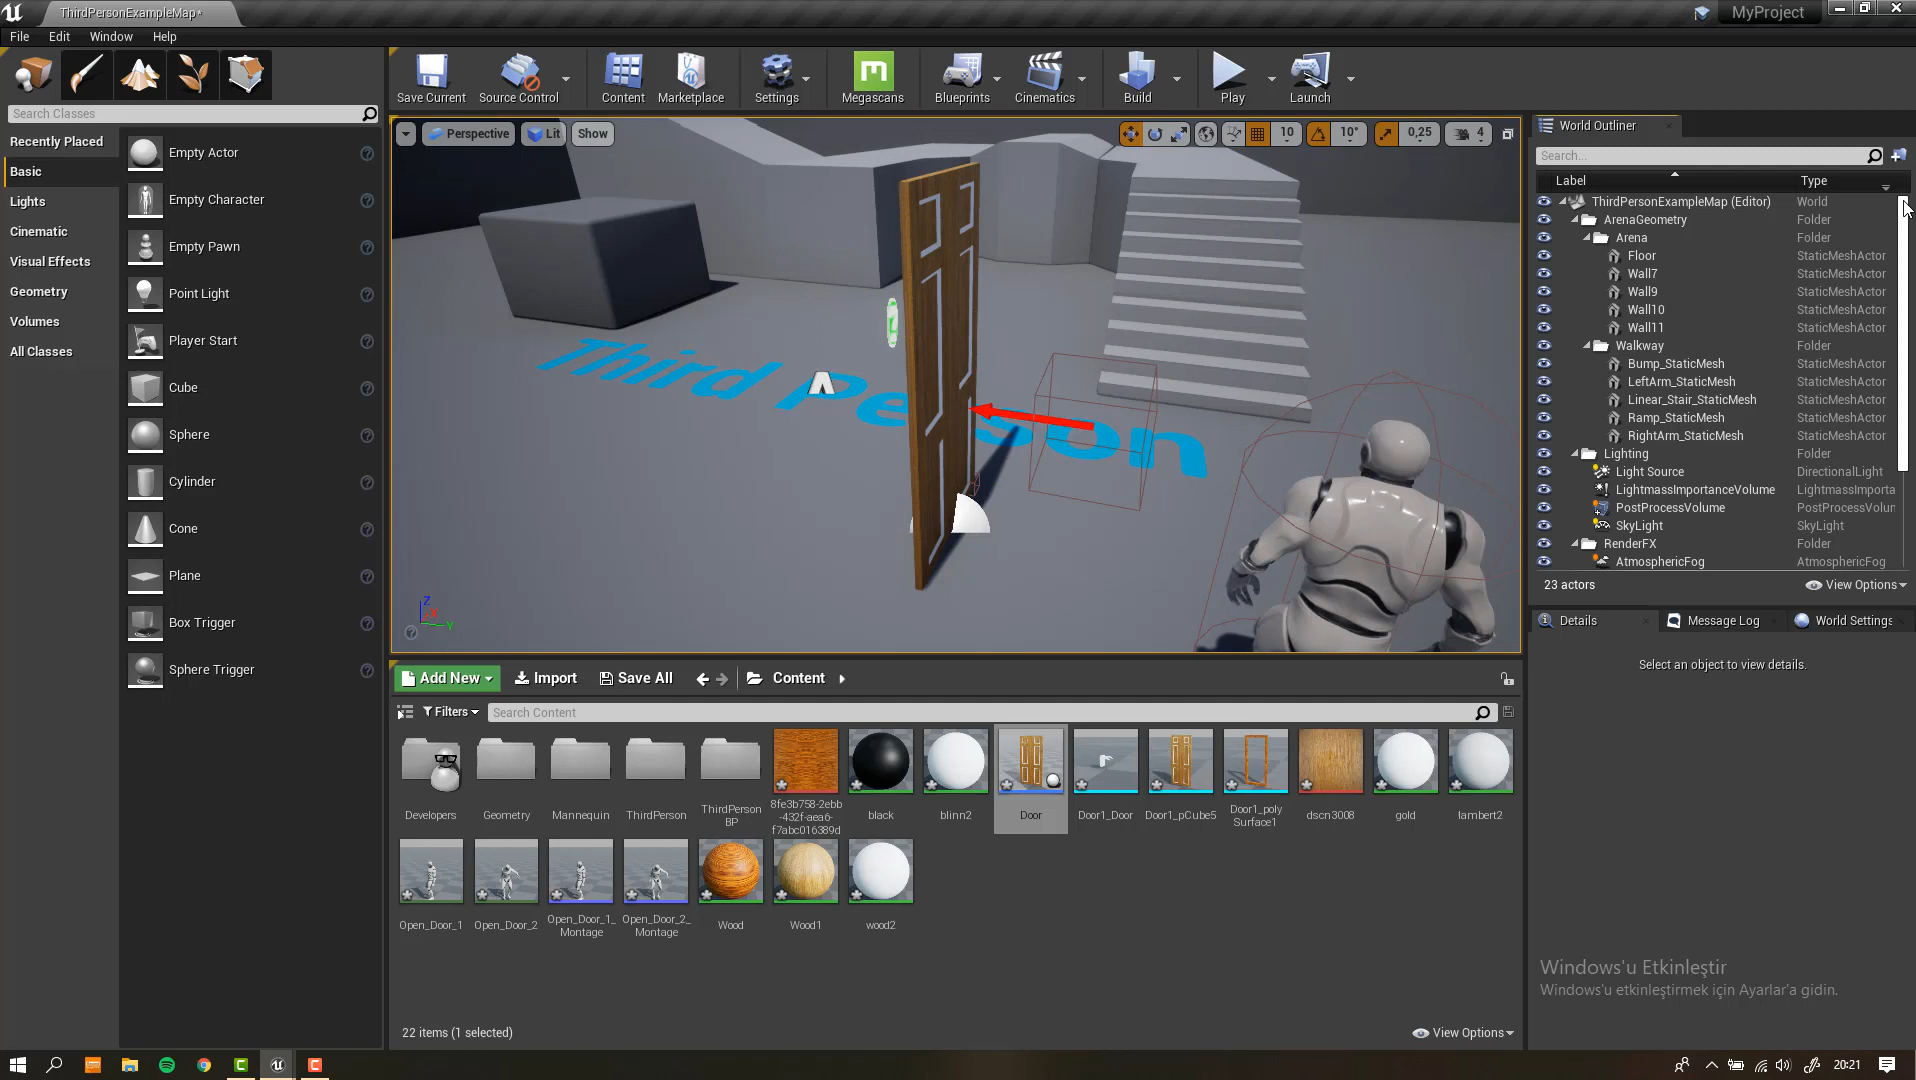 ThirdPersonExampleMap*
MyProject
File
Edit
Window
Help
Search Classes
Recently Placed
Basic
Lights
Cinematic
Visual Effects
Geometry
Volumes
All Classes
Empty Actor
Empty Character
Empty Pawn
Point Light
Player Start
Cube
Sphere
Cylinder
Cone
Plane
Box Trigger
Sphere Trigger
Save Current
Source Control
Content
Marketplace
Settings
Megascans
Blueprints
Cinematics
Build
Play
Launch
Perspective
Lit
Show
10
10°
0,25
4
Third Person
World Outliner
Search...
Label
Type
ThirdPersonExampleMap (Editor) World
ArenaGeometry Folder
Arena Folder
Floor StaticMeshActor
Wall7 StaticMeshActor
Wall9 StaticMeshActor
Wall10 StaticMeshActor
Wall11 StaticMeshActor
Walkway Folder
Bump_StaticMesh StaticMeshActor
LeftArm_StaticMesh StaticMeshActor
Linear_Stair_StaticMesh StaticMeshActor
Ramp_StaticMesh StaticMeshActor
RightArm_StaticMesh StaticMeshActor
Lighting Folder
Light Source DirectionalLight
LightmassImportanceVolume LightmassImporta
PostProcessVolume PostProcessVolun
SkyLight SkyLight
RenderFX Folder
AtmosphericFog AtmosphericFog
23 actors
View Options
Details
Message Log
World Settings
Select an object to view details.
Windows'u Etkinleştir
Windows'u etkinleştirmek için Ayarlar'a gidin.
Add New
Import
Save All
Content
Filters
Search Content
Developers
Geometry
Mannequin
ThirdPerson
ThirdPerson
BP
8fe3b758-2ebb
-432f-aea6-
f7abc016389d
black
blinn2
Door
Door1_Door
Door1_pCube5
Door1_poly
Surface1
dscn3008
gold
lambert2
Open_Door_1
Open_Door_2
Open_Door_1_
Montage
Open_Door_2_
Montage
Wood
Wood1
wood2
22 items (1 selected)
View Options
X
Y
Z
20:21